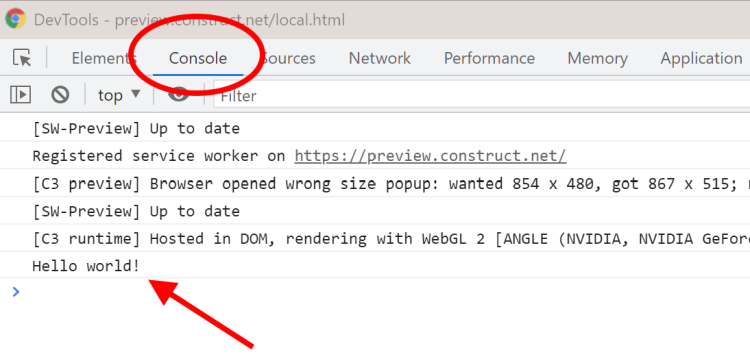 DevTools - preview.construct.net/local.html
Elements Console Sources Network Performance Memory Application
top ▼ Filter
[SW-Preview] Up to date
Registered service worker on https://preview.construct.net/
[C3 preview] Browser opened wrong size popup: wanted 854 x 480, got 867 x 515;
[SW-Preview] Up to date
[C3 runtime] Hosted in DOM, rendering with WebGL 2 [ANGLE (NVIDIA, NVIDIA GeFor
Hello world!
>